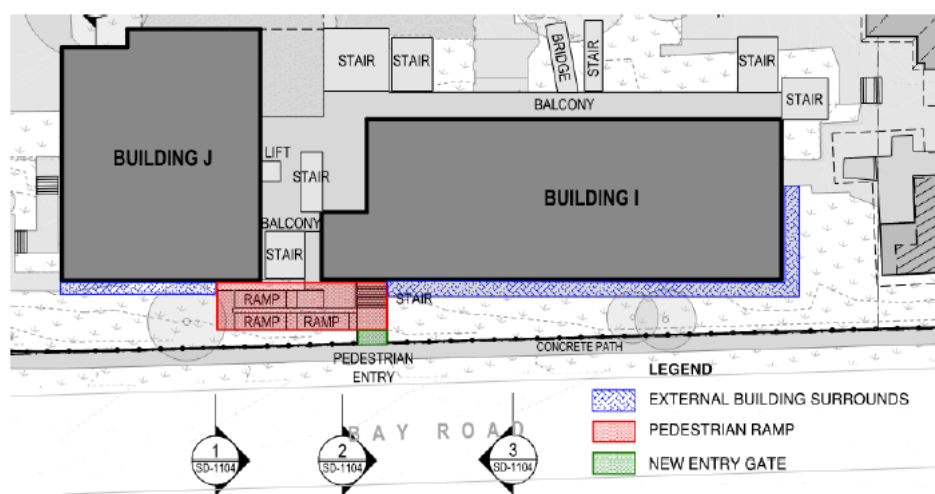 STAIR
STAIR
BRIDGE
STAIR
STAIR
STAIR
BALCONY
BUILDING J
LIFT
STAIR
BUILDING I
BALCONY
STAIR
RAMP
STAIR
RAMP
RAMP
CONCRETE PATH
PEDESTRIAN
ENTRY
LEGEND
EXTERNAL BUILDING SURROUNDS
PEDESTRIAN RAMP
NEW ENTRY GATE
BAY ROAD
1
SD-1104
2
SD-1104
3
SD-1104